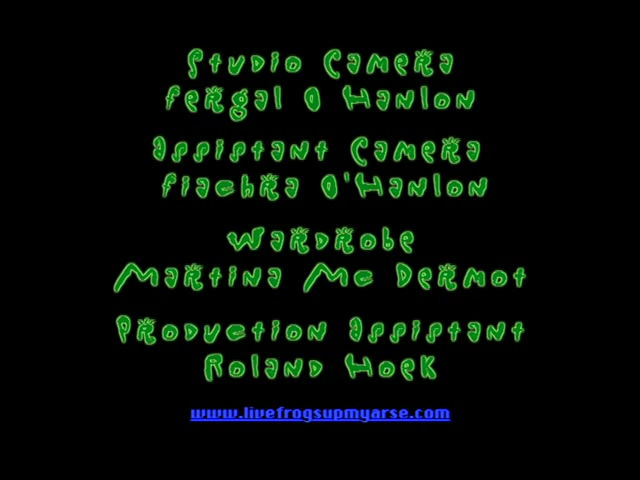 Studio Camera
Fergal O Hanlon
Assistant Camera
Fiachra O'Hanlon
Wardrobe
Martina Mc Dermot
Production Assistant
Roland Hoek
www.livefrogsupmyarse.com